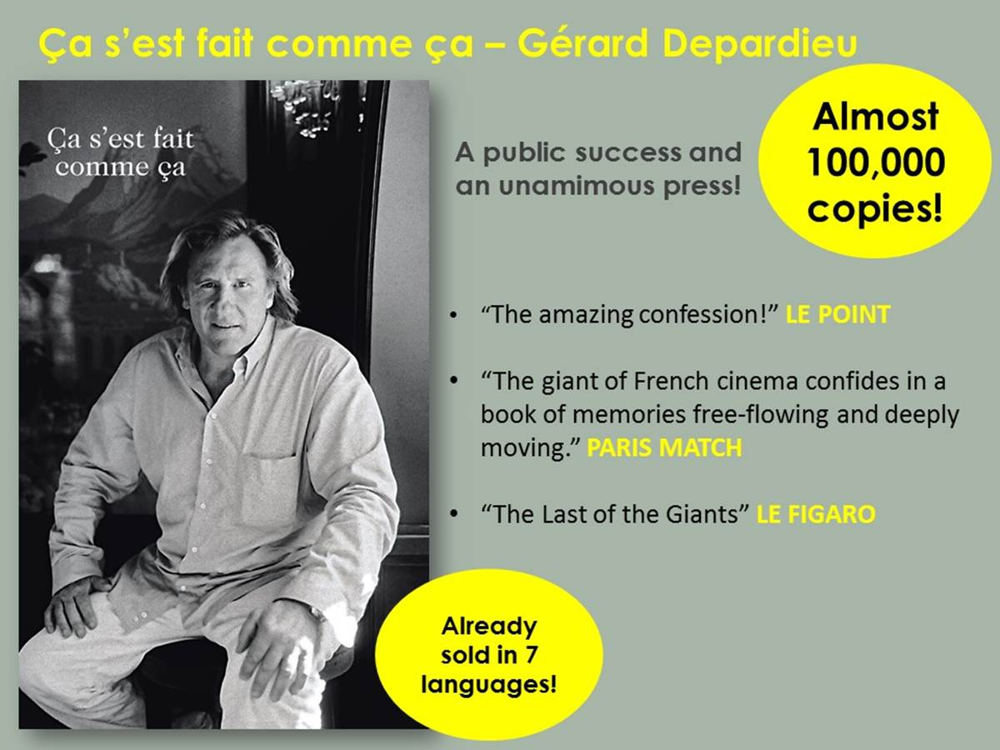 Ça s’est fait comme ça – Gérard Depardieu
Ça s’est fait
comme ça
A public success and
an unamimous press!
Almost
100,000
copies!
• “The amazing confession!” LE POINT
• “The giant of French cinema confides in a
book of memories free-flowing and deeply
moving.” PARIS MATCH
• “The Last of the Giants” LE FIGARO
Already
sold in 7
languages!